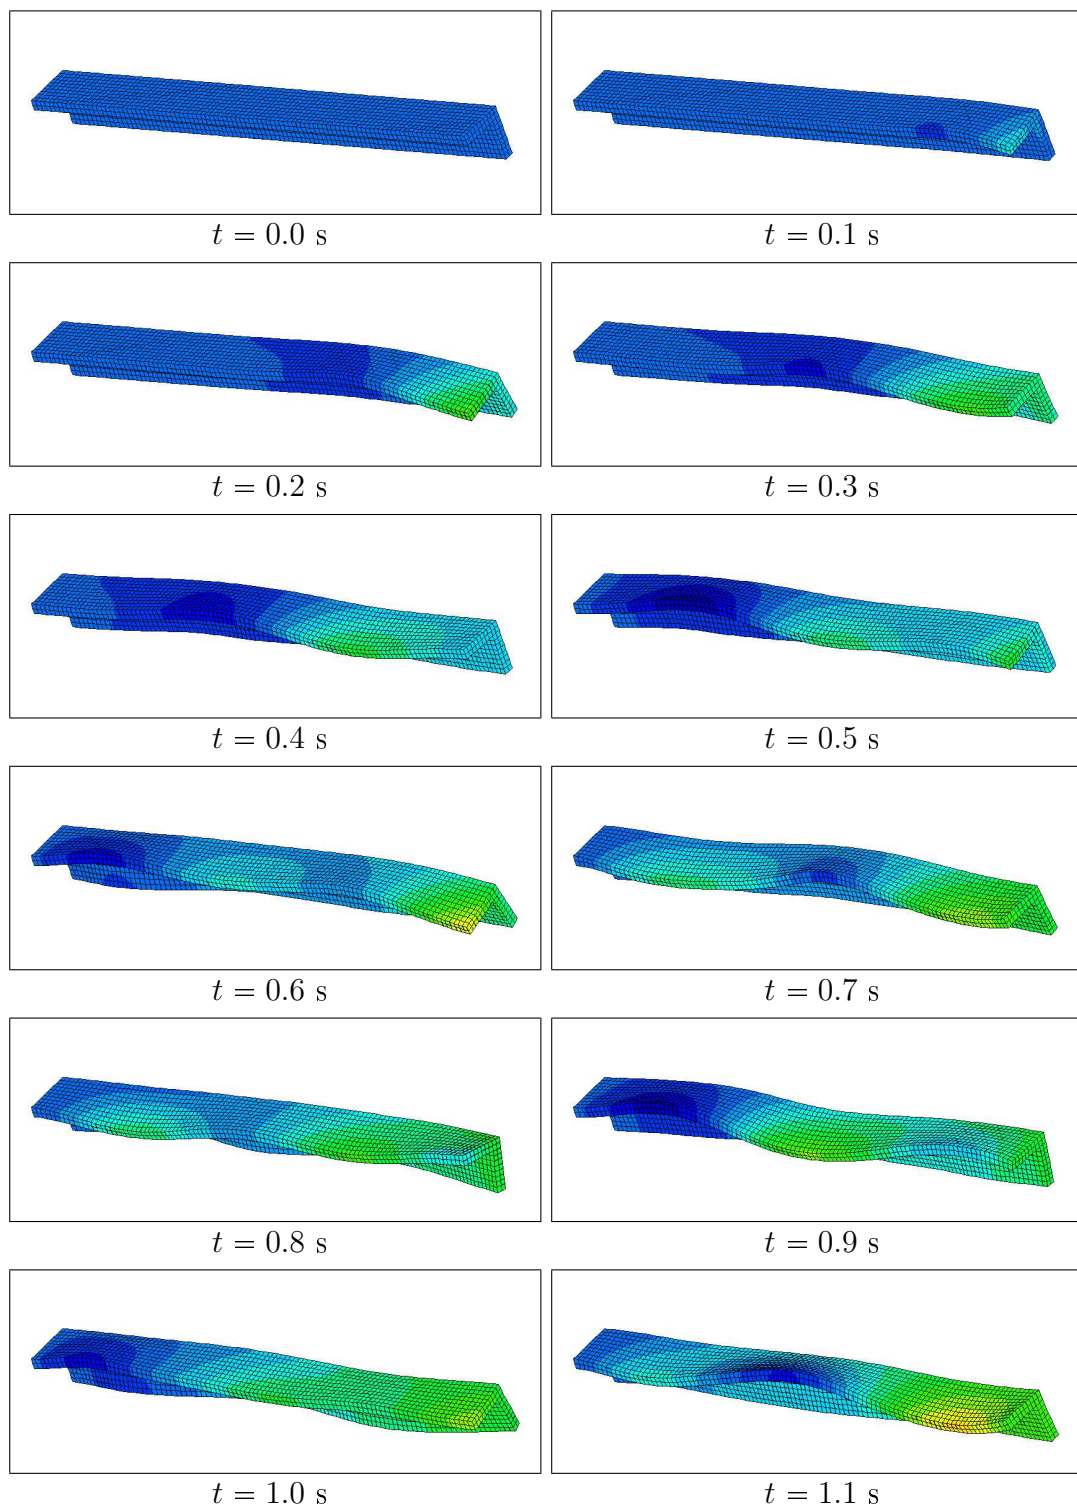 t = 0.0 s
t = 0.1 s
t = 0.2 s
t = 0.3 s
t = 0.4 s
t = 0.5 s
t = 0.6 s
t = 0.7 s
t = 0.8 s
t = 0.9 s
t = 1.0 s
t = 1.1 s